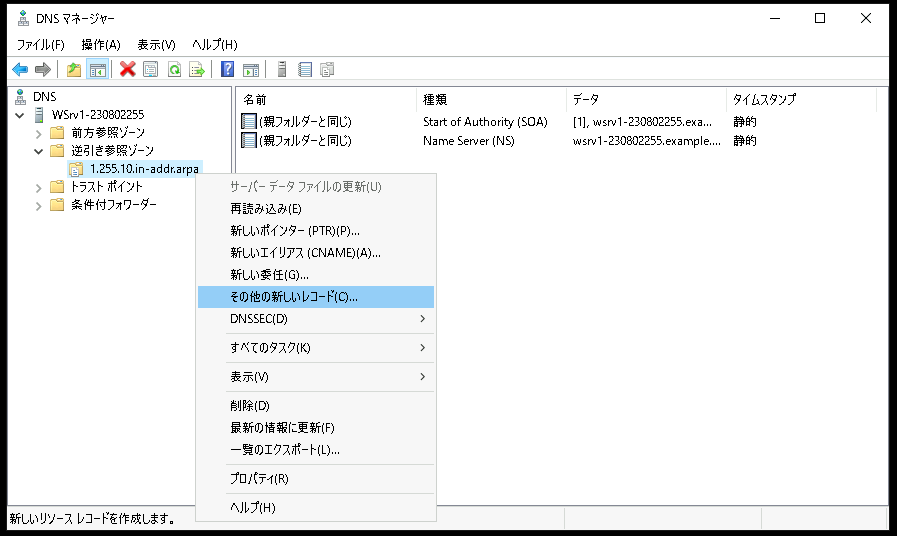 DNS マネージャー
ファイル(F) 操作(A) 表示(V) ヘルプ(H)
DNS
WSrv1-230802255
前方参照ゾーン
逆引き参照ゾーン
1.255.10.in-addr.arpa
トラスト ポイント
条件付フォワーダー
名前 種類 データ タイムスタンプ
(親フォルダーと同じ) Start of Authority (SOA) [1], wsrv1-230802255.exa... 静的
(親フォルダーと同じ) Name Server (NS) wsrv1-230802255.example.... 静的
サーバー データ ファイルの更新(U)
再読み込み(E)
新しいポインター (PTR)(P)...
新しいエイリアス (CNAME)(A)...
新しい委任(G)...
その他の新しいレコード(C)...
DNSSEC(D)
すべてのタスク(K)
表示(V)
削除(D)
最新の情報に更新(F)
一覧のエクスポート(L)...
プロパティ(R)
ヘルプ(H)
新しいリソース レコードを作成します。